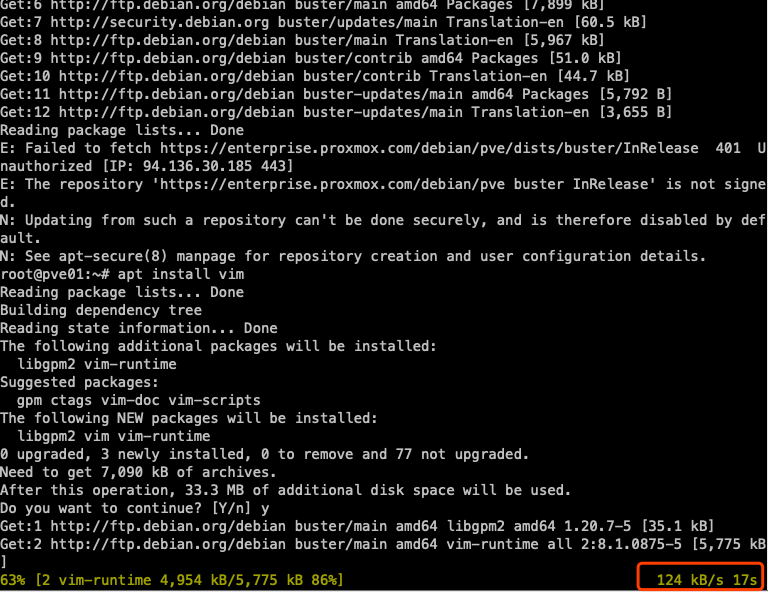 Get:6 http://ftp.debian.org/debian buster/main amd64 Packages [7,899 kB]
Get:7 http://security.debian.org buster/updates/main Translation-en [60.5 kB]
Get:8 http://ftp.debian.org/debian buster/main Translation-en [5,967 kB]
Get:9 http://ftp.debian.org/debian buster/contrib amd64 Packages [51.0 kB]
Get:10 http://ftp.debian.org/debian buster/contrib Translation-en [44.7 kB]
Get:11 http://ftp.debian.org/debian buster-updates/main amd64 Packages [5,792 B]
Get:12 http://ftp.debian.org/debian buster-updates/main Translation-en [3,655 B]
Reading package lists... Done
E: Failed to fetch https://enterprise.proxmox.com/debian/pve/dists/buster/InRelease  401  U
nauthorized [IP: 94.136.30.185 443]
E: The repository 'https://enterprise.proxmox.com/debian/pve buster InRelease' is not signe
d.
N: Updating from such a repository can't be done securely, and is therefore disabled by def
ault.
N: See apt-secure(8) manpage for repository creation and user configuration details.
root@pve01:~# apt install vim
Reading package lists... Done
Building dependency tree
Reading state information... Done
The following additional packages will be installed:
  libgpm2 vim-runtime
Suggested packages:
  gpm ctags vim-doc vim-scripts
The following NEW packages will be installed:
  libgpm2 vim vim-runtime
0 upgraded, 3 newly installed, 0 to remove and 77 not upgraded.
Need to get 7,090 kB of archives.
After this operation, 33.3 MB of additional disk space will be used.
Do you want to continue? [Y/n] y
Get:1 http://ftp.debian.org/debian buster/main amd64 libgpm2 amd64 1.20.7-5 [35.1 kB]
Get:2 http://ftp.debian.org/debian buster/main amd64 vim-runtime all 2:8.1.0875-5 [5,775 kB
]
63% [2 vim-runtime 4,954 kB/5,775 kB 86%] 124 kB/s 17s